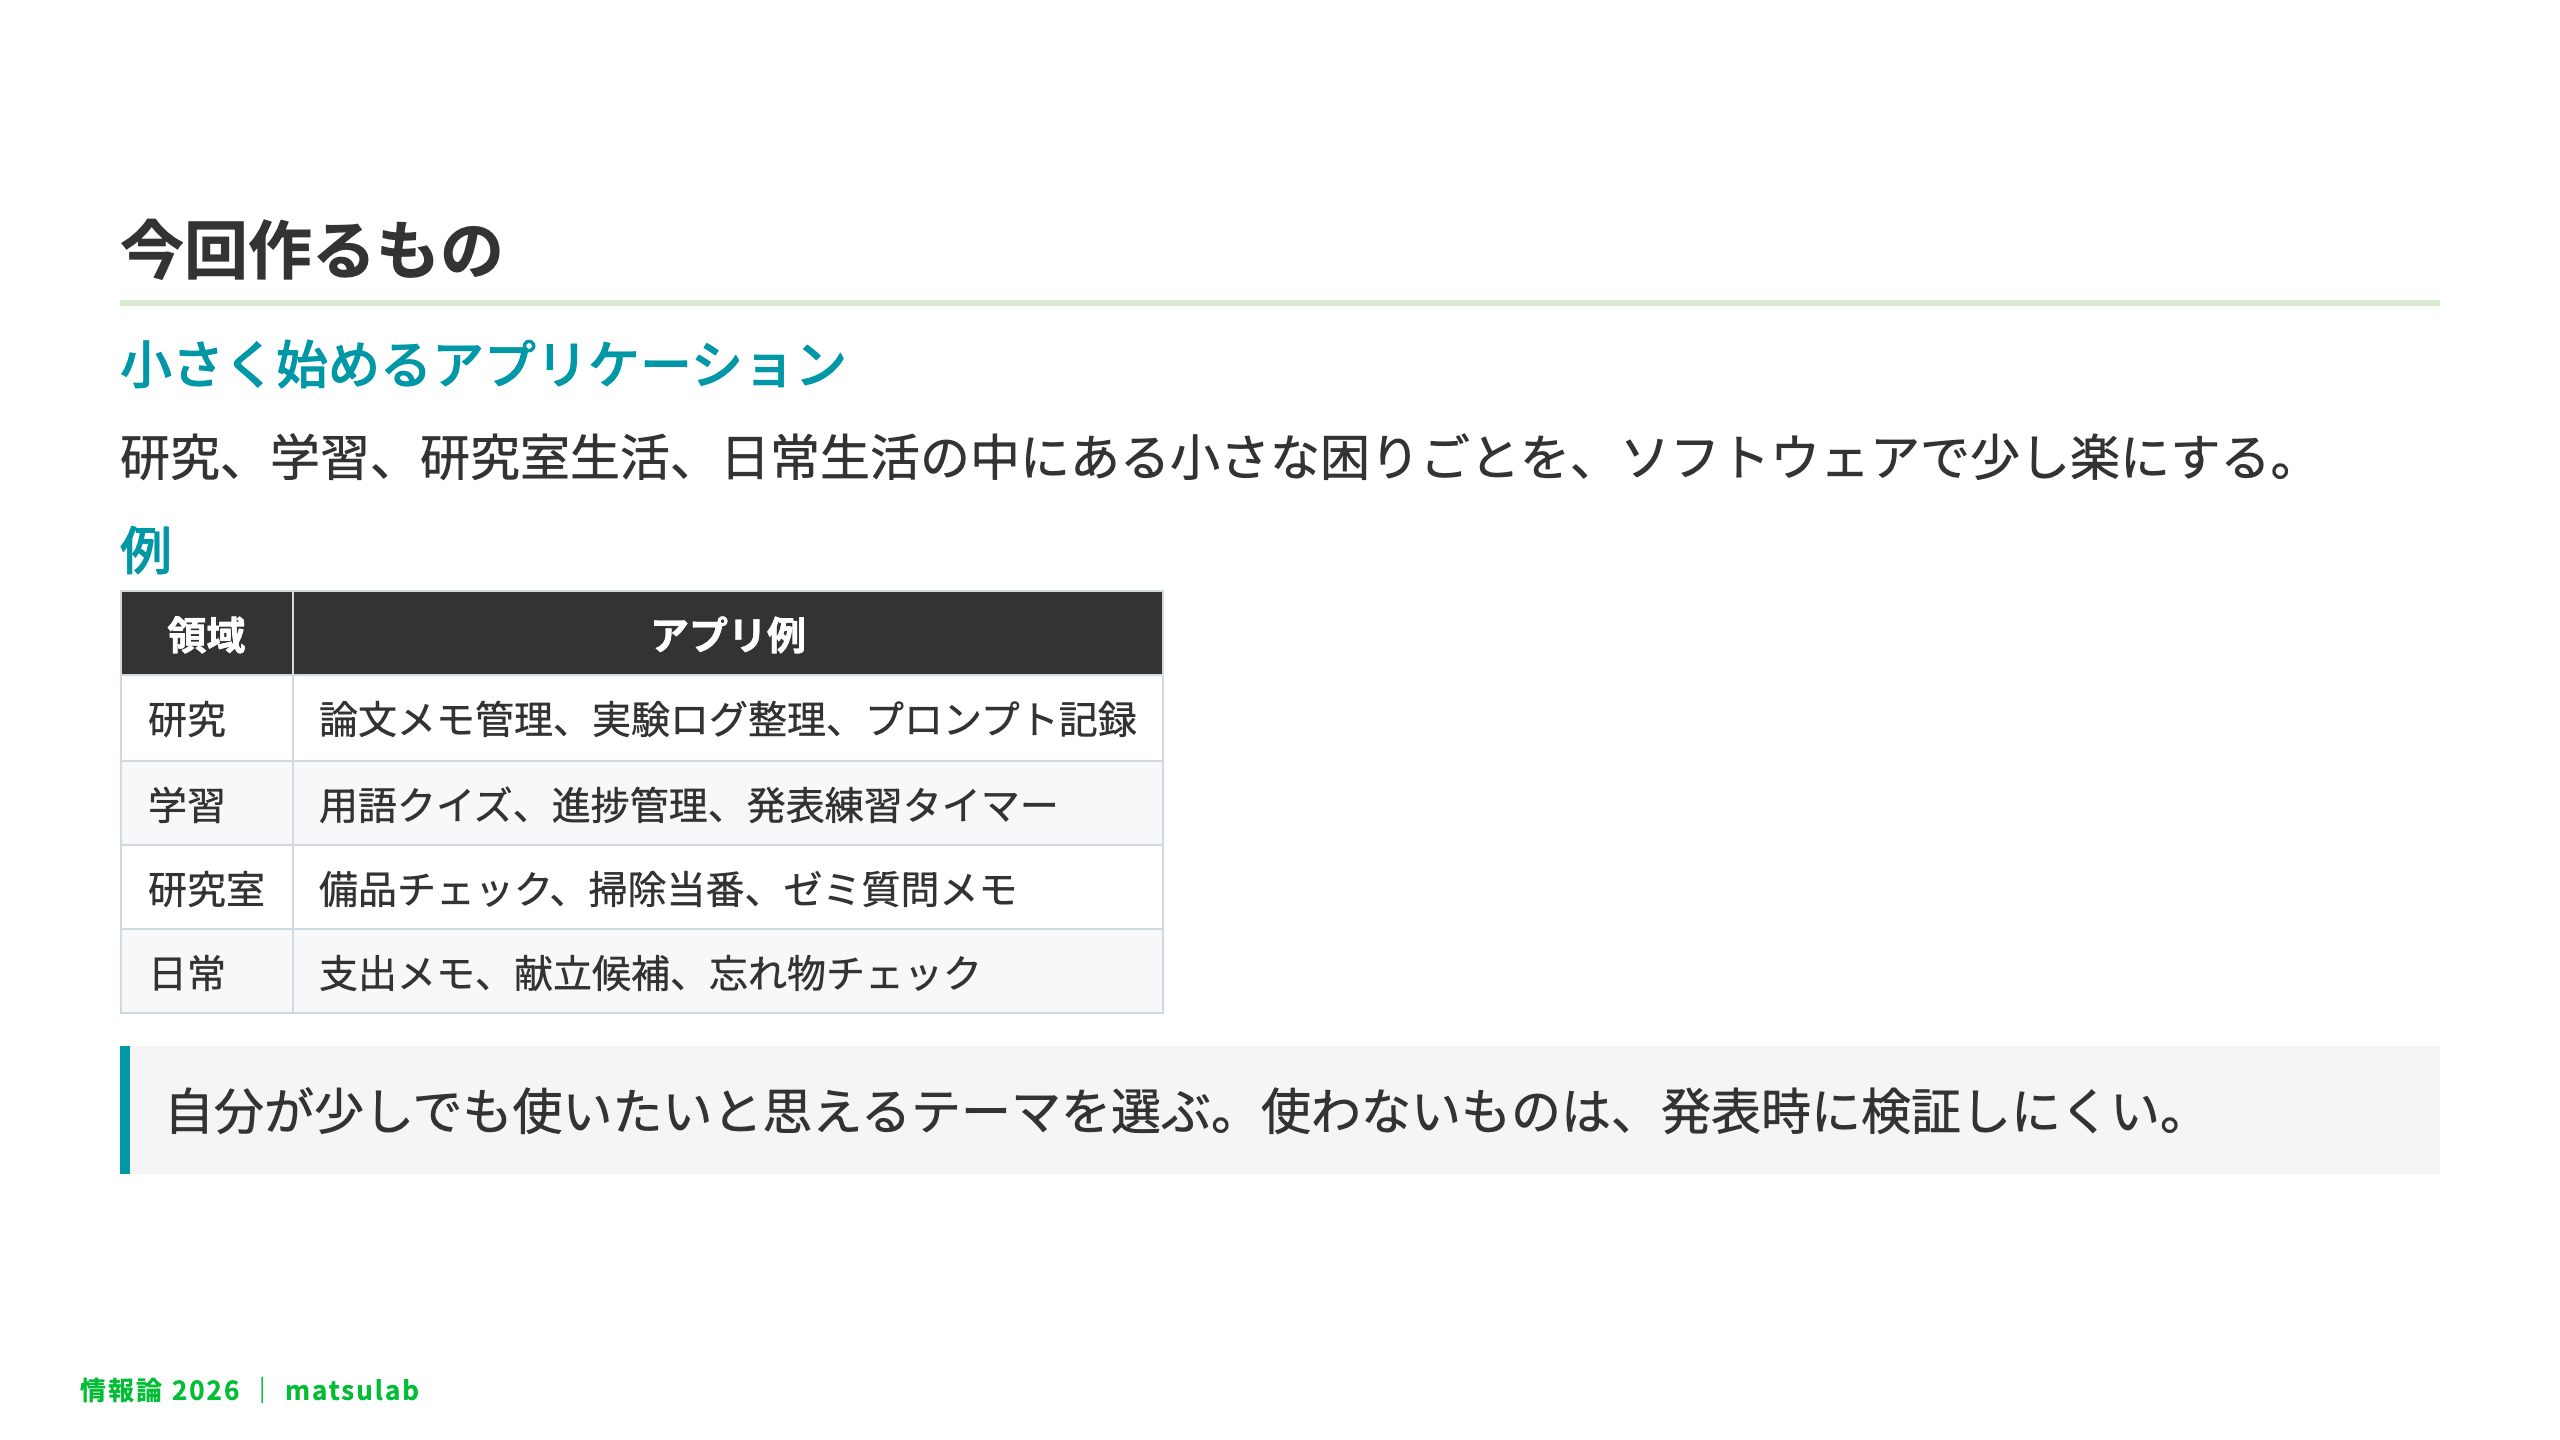 今回作るもの
小さく始めるアプリケーション
研究、学習、研究室生活、日常生活の中にある小さな困りごとを、ソフトウェアで少し楽にする。
例
領域 アプリ例
研究 論文メモ管理、実験ログ整理、プロンプト記録
学習 用語クイズ、進捗管理、発表練習タイマー
研究室 備品チェック、掃除当番、ゼミ質問メモ
日常 支出メモ、献立候補、忘れ物チェック
自分が少しでも使いたいと思えるテーマを選ぶ。使わないものは、発表時に検証しにくい。
情報論 2026 ｜ matsulab